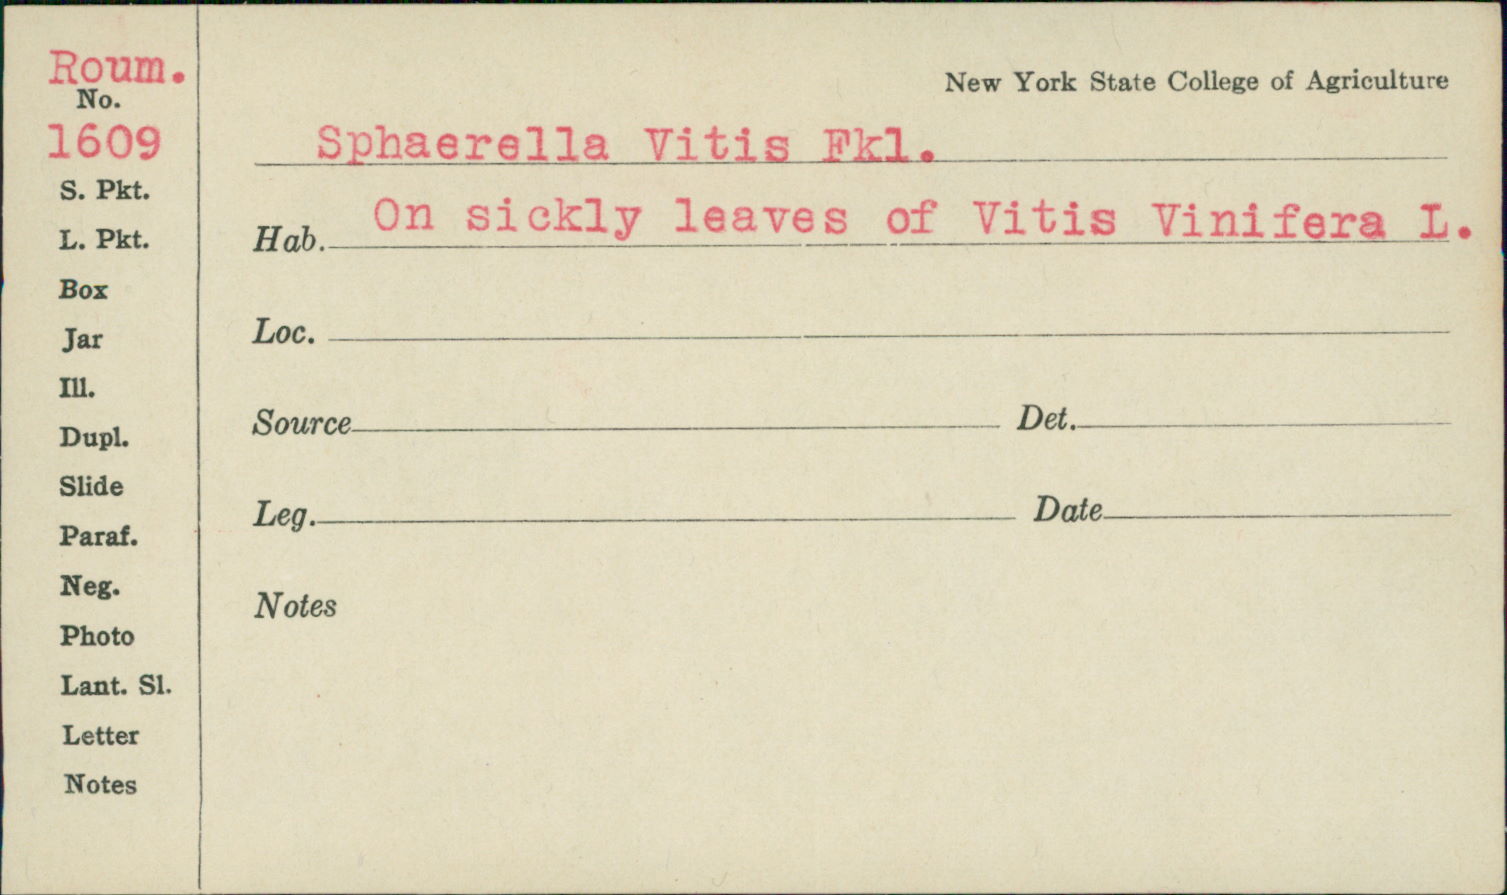 Roum.
No.
1609
S. Pkt.
L. Pkt.
Box
Jar
Ill.
Dupl.
Slide
Paraf.
Neg.
Photo
Lant. Sl.
Letter
Notes
New York State College of Agriculture
Sphaerella Vitis Fkl.
Hab. On sickly leaves of Vitis Vinifera L.
Loc.
Source Det.
Leg. Date
Notes